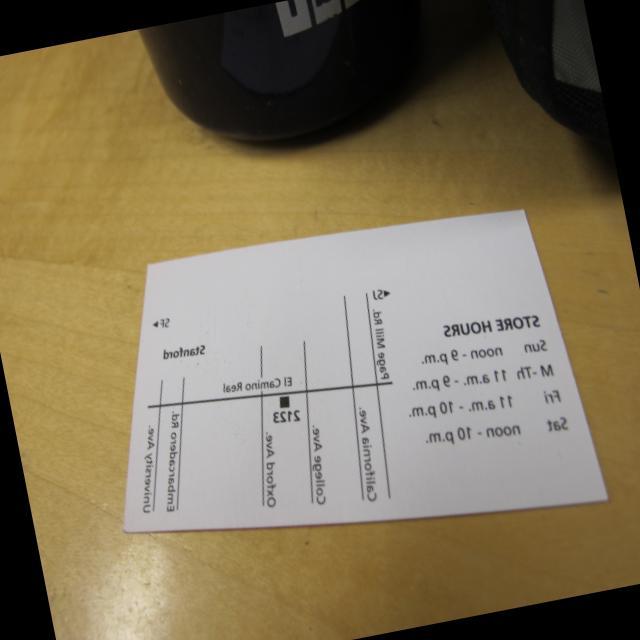 STORE HOURS
Sun noon - 9 p.m.
M-Th 11 a.m. - 9 p.m.
Fri 11 a.m. - 10 p.m.
Sat noon - 10 p.m.
SJ
Page Mill Rd.
California Ave.
College Ave.
El Camino Real
2123
Oxford Ave.
Stanford
SF
Embarcadero Rd.
University Ave.